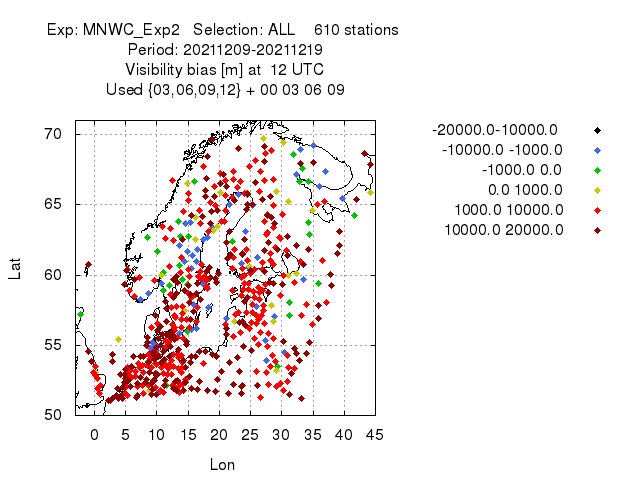 Exp: MNWC_Exp2 Selection: ALL 610 stations
Period: 20211209-20211219
Visibility bias [m] at 12 UTC
Used {03,06,09,12} + 00 03 06 09
-20000.0-10000.0
-10000.0 -1000.0
-1000.0 0.0
0.0 1000.0
1000.0 10000.0
10000.0 20000.0
70
65
60
55
50
Lat
0 5 10 15 20 25 30 35 40 45
Lon